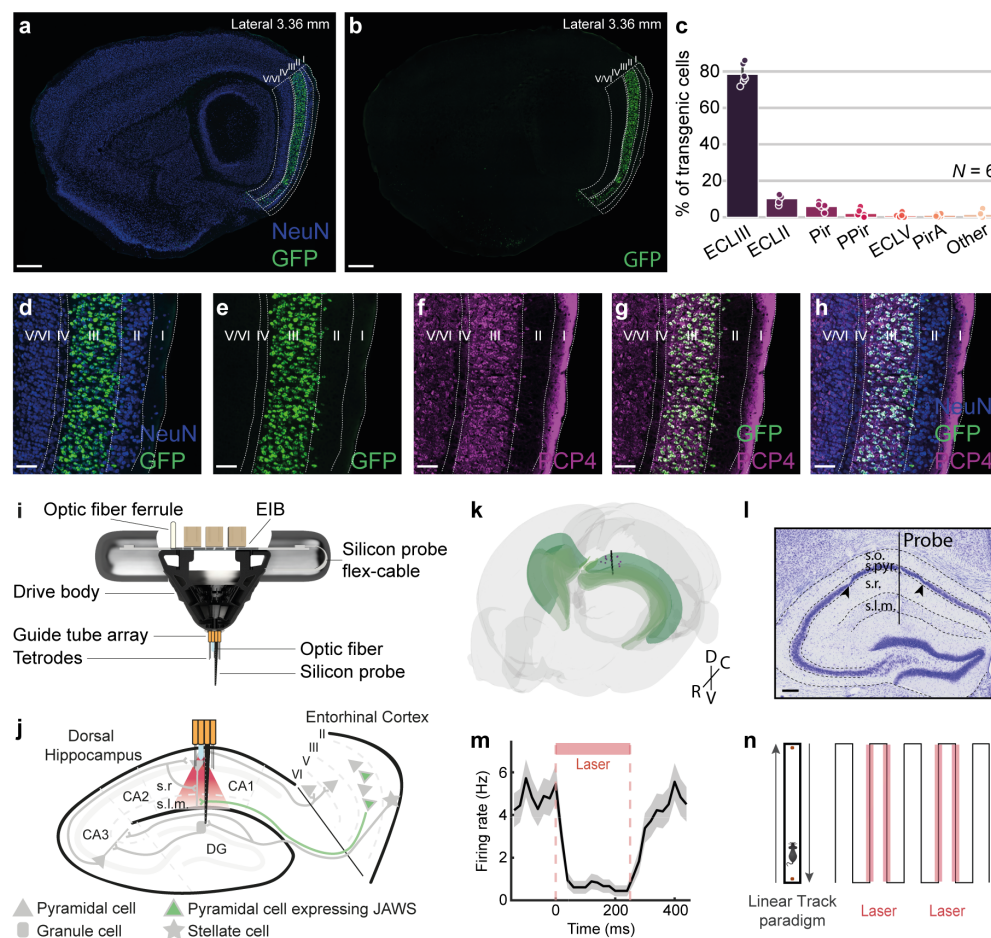 a
Lateral 3.36 mm
V/VI IV III II I
NeuN
GFP
b
Lateral 3.36 mm
V/VI IV III II I
GFP
c
% of transgenic cells
80
60
40
20
0
N = 6
ECLIII
ECLII
Pir
PPir
ECLV
PirA
Other
d
V/VI IV III II I
NeuN
GFP
e
V/VI IV III II I
GFP
f
V/VI IV III II I
PCP4
g
V/VI IV III II I
GFP
PCP4
h
V/VI IV III II I
NeuN
GFP
PCP4
i
Optic fiber ferrule
EIB
Silicon probe
flex-cable
Drive body
Guide tube array
Tetrodes
Optic fiber
Silicon probe
j
Dorsal
Hippocampus
Entorhinal Cortex
II
III
V
VI
CA1
CA2
s.r
s.l.m.
CA3
DG
Pyramidal cell
Pyramidal cell expressing JAWS
Granule cell
Stellate cell
k
D
C
R
V
l
Probe
s.o.
s.pyr.
s.r.
s.l.m.
m
Laser
Firing rate (Hz)
6
4
2
0
0
200
400
Time (ms)
n
Linear Track
paradigm
Laser
Laser